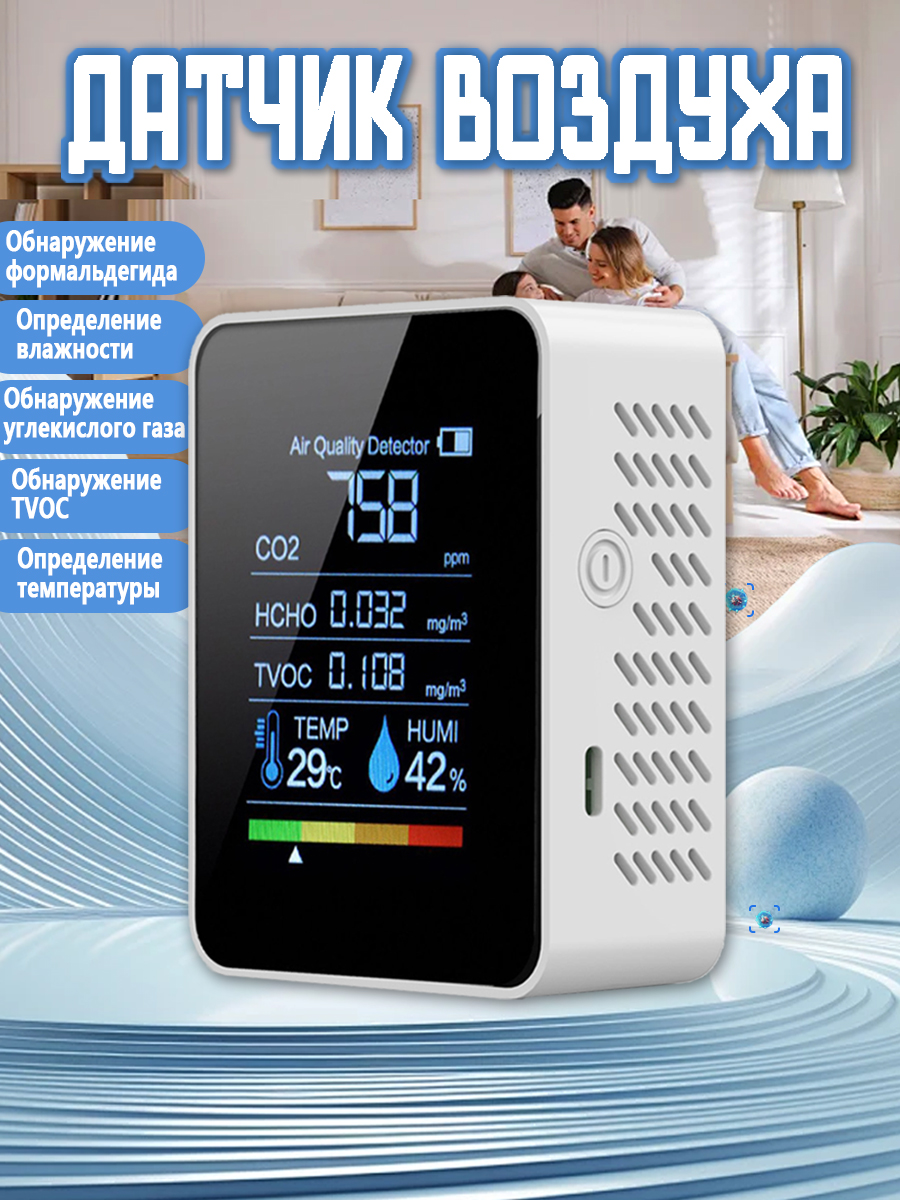 ДАТЧИК ВОЗДУХА
Обнаружение
формальдегида
Определение
влажности
Обнаружение
углекислого газа
Обнаружение
TVOC
Определение
температуры
Air Quality Detector
758
CO2
ppm
HCHO 0.032 mg/m³
TVOC 0.108 mg/m³
TEMP
29℃
HUMI
42%